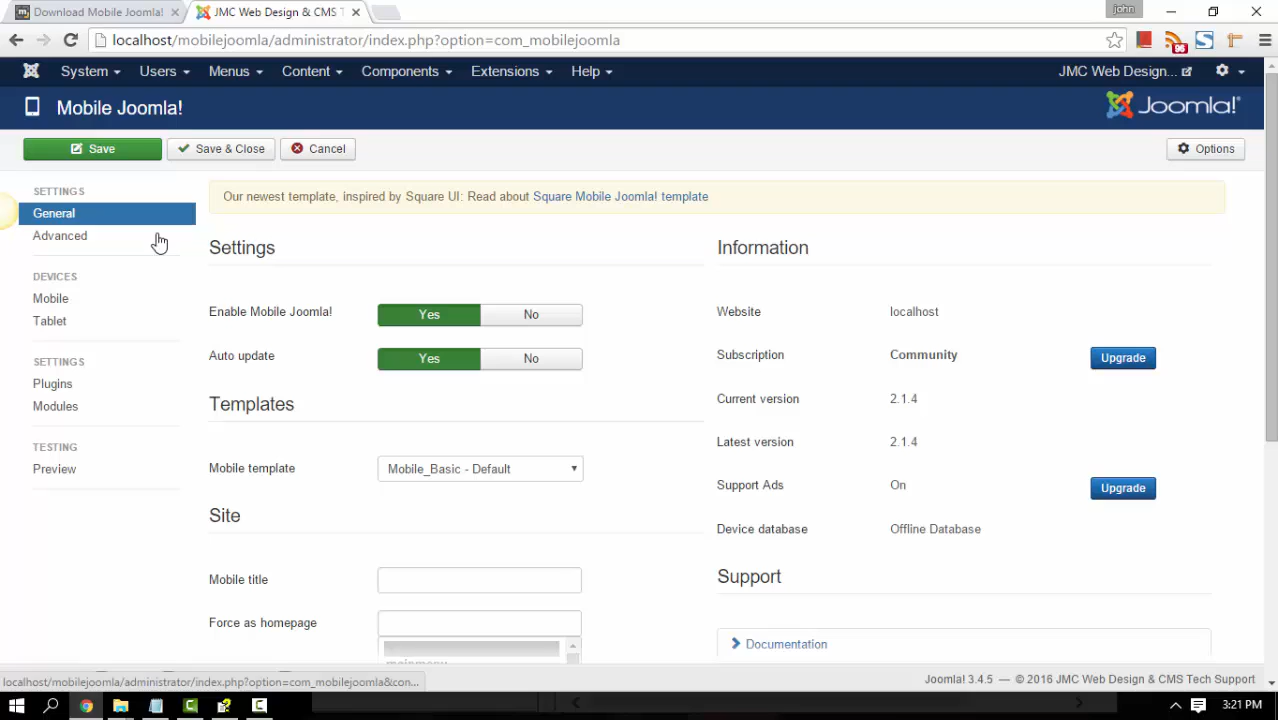 Download Mobile Joomla!
JMC Web Design & CMS T
john
localhost/mobilejoomla/administrator/index.php?option=com_mobilejoomla
System
Users
Menus
Content
Components
Extensions
Help
JMC Web Design...
Mobile Joomla!
Joomla!
Save
Save & Close
Cancel
Options
SETTINGS
General
Advanced
DEVICES
Mobile
Tablet
SETTINGS
Plugins
Modules
TESTING
Preview
Our newest template, inspired by Square UI: Read about Square Mobile Joomla! template
Settings
Enable Mobile Joomla!
Yes
No
Auto update
Yes
No
Templates
Mobile template
Mobile_Basic - Default
Site
Mobile title
Force as homepage
mainmenu
Information
Website
localhost
Subscription
Community
Upgrade
Current version
2.1.4
Latest version
2.1.4
Support Ads
On
Upgrade
Device database
Offline Database
Support
Documentation
localhost/mobilejoomla/administrator/index.php?option=com_mobilejoomla&con...
Joomla! 3.4.5 — © 2016 JMC Web Design & CMS Tech Support
3:21 PM